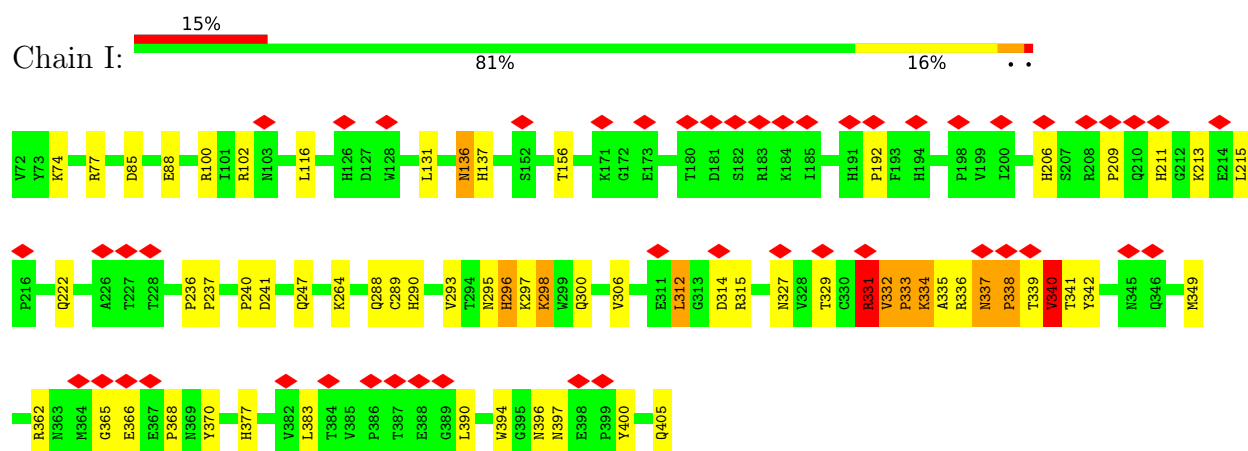 15%
Chain I:
81% 16% • •
V72 Y73 K74 R77 D85 E88 R100 I101 R102 N103 L116 H126 D127 W128 L131 N136 H137 S152 T156 K171 G172 E173 T180 D181 S182 R183 K184 I185 H191 P192 F193 H194 P198 V199 I200 H206 S207 R208 P209 Q210 H211 G212 K213 E214 L215
P216 Q222 A226 T227 T228 P236 P237 P240 D241 Q247 K264 Q288 C289 H290 V293 T294 N295 H296 K297 K298 W299 Q300 V306 E311 L312 G313 D314 R315 N327 V328 T329 C330 R331 V332 P333 K334 A335 R336 N337 P338 T339 V340 T341 Y342 N345 Q346 M349
R362 N363 M364 G365 E366 E367 P368 N369 Y370 H377 V382 L383 T384 V385 P386 T387 E388 G389 L390 W394 G395 N396 N397 E398 P399 Y400 Q405